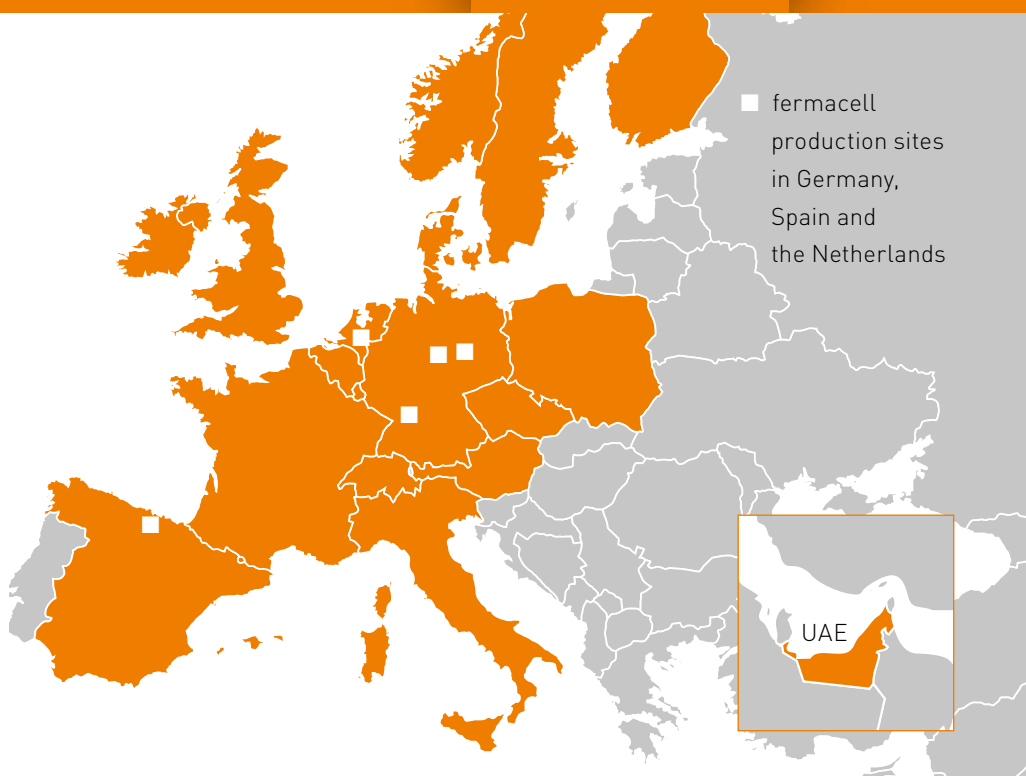 fermacell
production sites
in Germany,
Spain and
the Netherlands
UAE